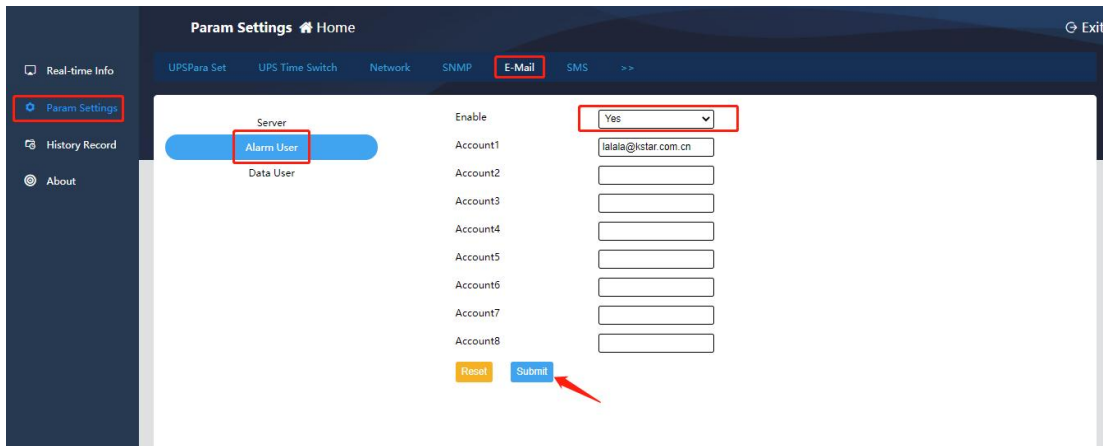 Param Settings Home
Exit
Real-time Info
Param Settings
History Record
About
UPSPara Set UPS Time Switch Network SNMP E-Mail SMS >>
Server
Alarm User
Data User
Enable Yes
Account1 lalala@kstar.com.cn
Account2
Account3
Account4
Account5
Account6
Account7
Account8
Reset Submit